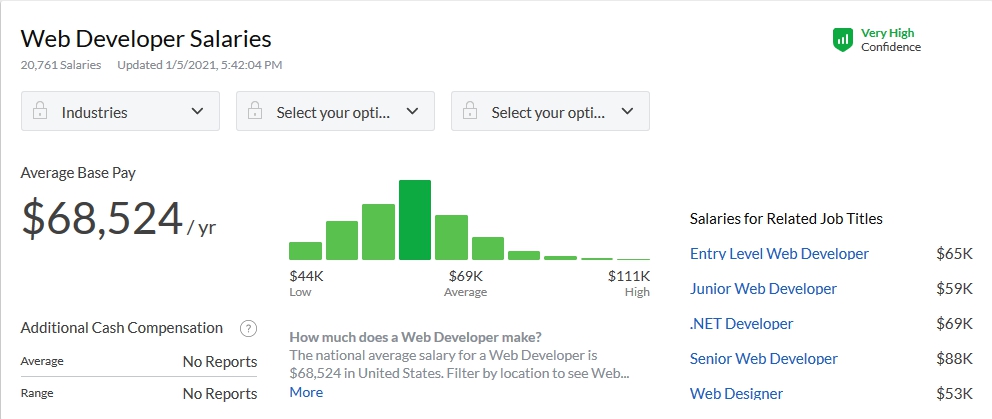 Web Developer Salaries
20,761 Salaries Updated 1/5/2021, 5:42:04 PM
Very High
Confidence
Industries
Select your opti...
Select your opti...
Average Base Pay
$68,524 / yr
$44K
Low
$69K
Average
$111K
High
Additional Cash Compensation ?
Average No Reports
Range No Reports
How much does a Web Developer make?
The national average salary for a Web Developer is
$68,524 in United States. Filter by location to see Web...
More
Salaries for Related Job Titles
Entry Level Web Developer $65K
Junior Web Developer $59K
.NET Developer $69K
Senior Web Developer $88K
Web Designer $53K